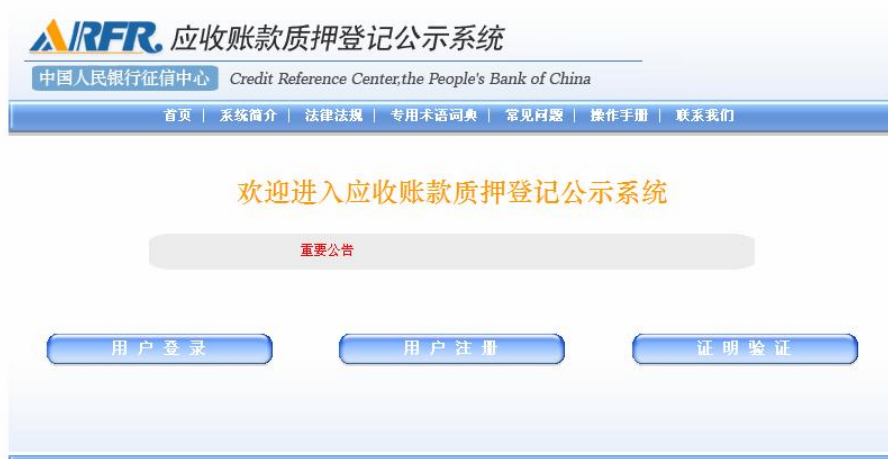 ARFR. 应收账款质押登记公示系统
中国人民银行征信中心 Credit Reference Center,the People's Bank of China
首页 | 系统简介 | 法律法规 | 专用术语词典 | 常见问题 | 操作手册 | 联系我们
欢迎进入应收账款质押登记公示系统
重要公告
用户登录 用户注册 证明验证